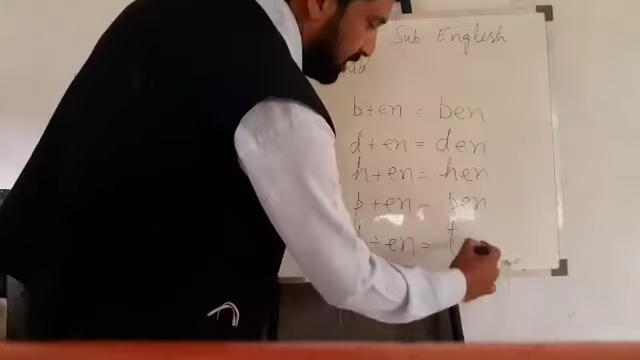 Sub English
b+en = ben
d+en = den
h+en = hen
p+en = pen
t+en = t